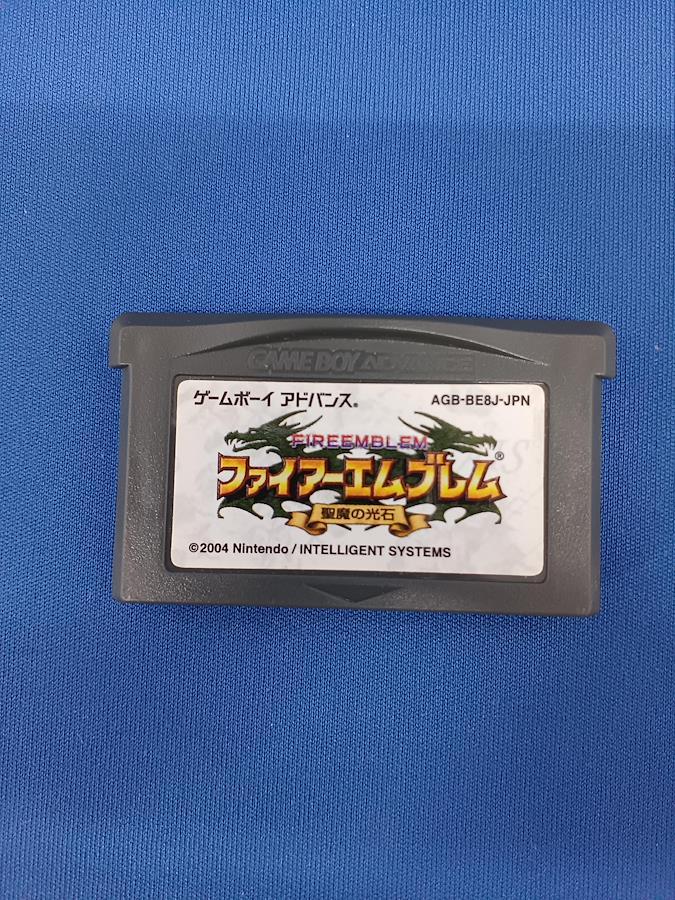 GAME BOY ADVANCE
ゲームボーイ アドバンス® AGB-BE8J-JPN
FIREEMBLEM
ファイアーエムブレム®
聖魔の光石
©2004 Nintendo / INTELLIGENT SYSTEMS